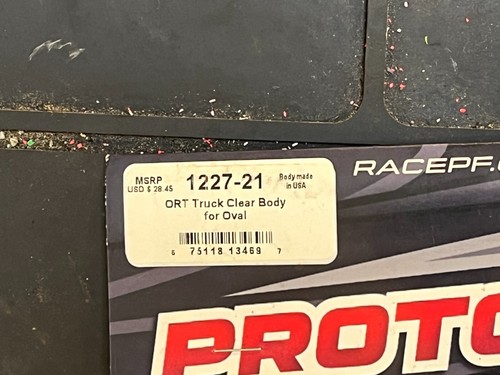 MSRP
USD $ 28.45
1227-21
Body made
in USA
ORT Truck Clear Body
for Oval
6 75118 13469 7
RACEPF.
PROTO